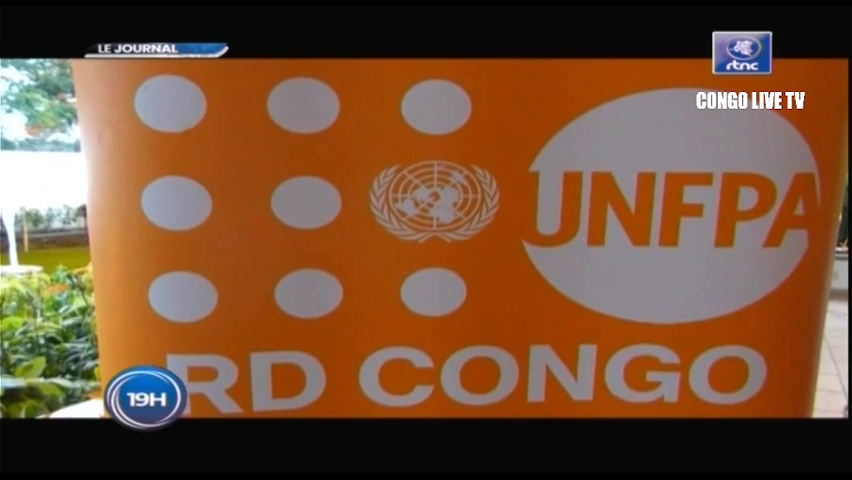 LE JOURNAL
rtnc
CONGO LIVE TV
UNFPA
RD CONGO
19H